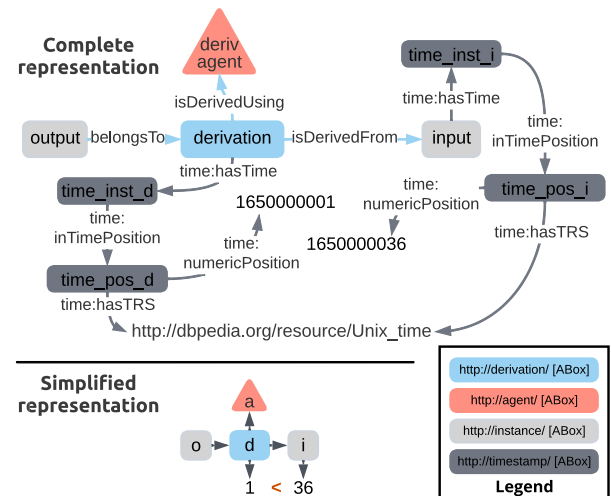 Complete
representation
deriv
agent
time_inst_i
isDerivedUsing
time:hasTime
time:
inTimePosition
output
belongsTo
derivation
isDerivedFrom
input
time:hasTime
time_inst_d
time:
inTimePosition
1650000001
time:
numericPosition
time_pos_i
time:
numericPosition
1650000036
time:hasTRS
time_pos_d
time:hasTRS
http://dbpedia.org/resource/Unix_time
Simplified
representation
a
o
d
i
1 < 36
http://derivation/ [ABox]
http://agent/ [ABox]
http://instance/ [ABox]
http://timestamp/ [ABox]
Legend